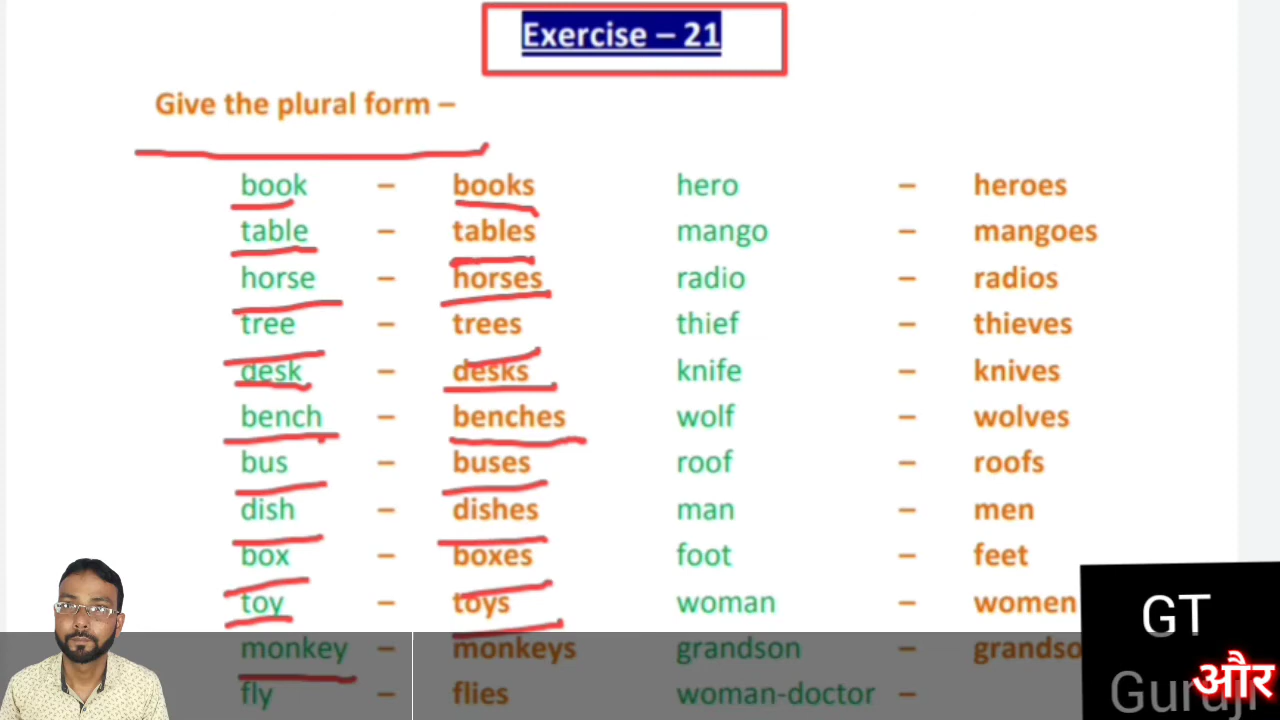 Exercise – 21
Give the plural form –
book – books hero – heroes
table – tables mango – mangoes
horse – horses radio – radios
tree – trees thief – thieves
desk – desks knife – knives
bench – benches wolf – wolves
bus – buses roof – roofs
dish – dishes man – men
box – boxes foot – feet
toy – toys woman – women
monkey – monkeys grandson –
fly – flies woman-doctor –
GT
Guruji
और